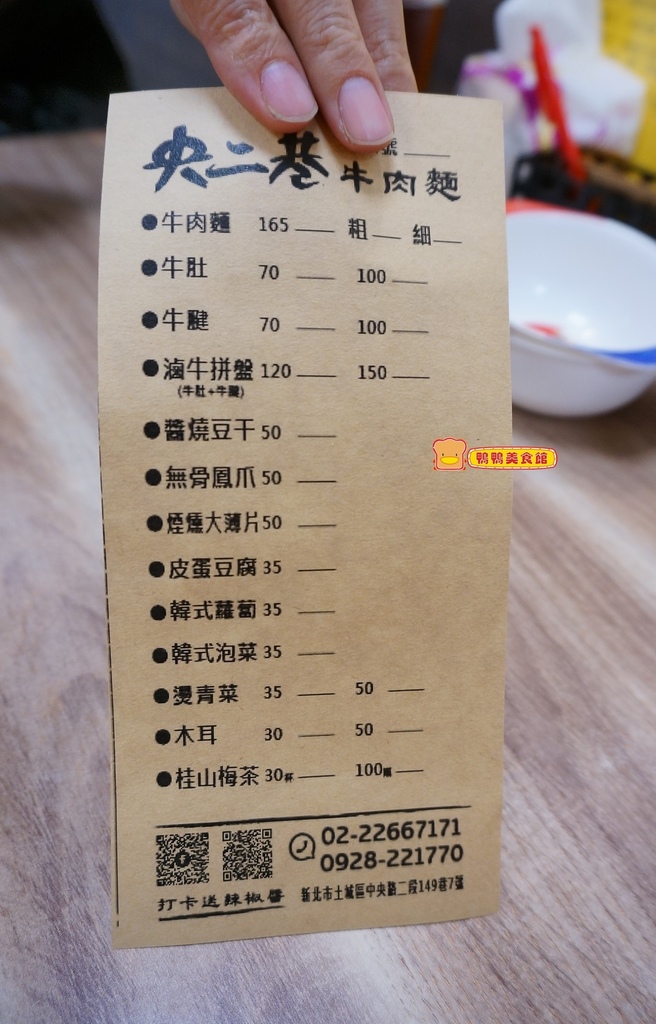 號
央二巷 牛肉麵
●牛肉麵 165 粗 細
●牛肚 70 100
●牛腱 70 100
●滷牛拼盤 120 150
(牛肚+牛腱)
●醬燒豆干 50
●無骨鳳爪 50
●煙燻大薄片 50
●皮蛋豆腐 35
●韓式蘿蔔 35
●韓式泡菜 35
●燙青菜 35 50
●木耳 30 50
●桂山梅茶 30杯 100瓶
02-22667171
0928-221770
打卡送辣椒醬
新北市土城區中央路二段149巷7號
鴨鴨美食館